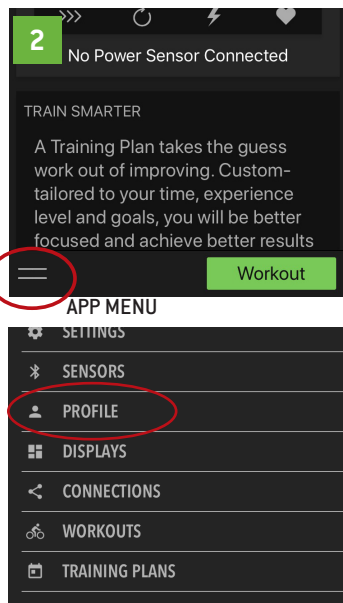 2
No Power Sensor Connected
TRAIN SMARTER
A Training Plan takes the guess
work out of improving. Custom-
tailored to your time, experience
level and goals, you will be better
focused and achieve better results
Workout
APP MENU
SETTINGS
SENSORS
PROFILE
DISPLAYS
CONNECTIONS
WORKOUTS
TRAINING PLANS